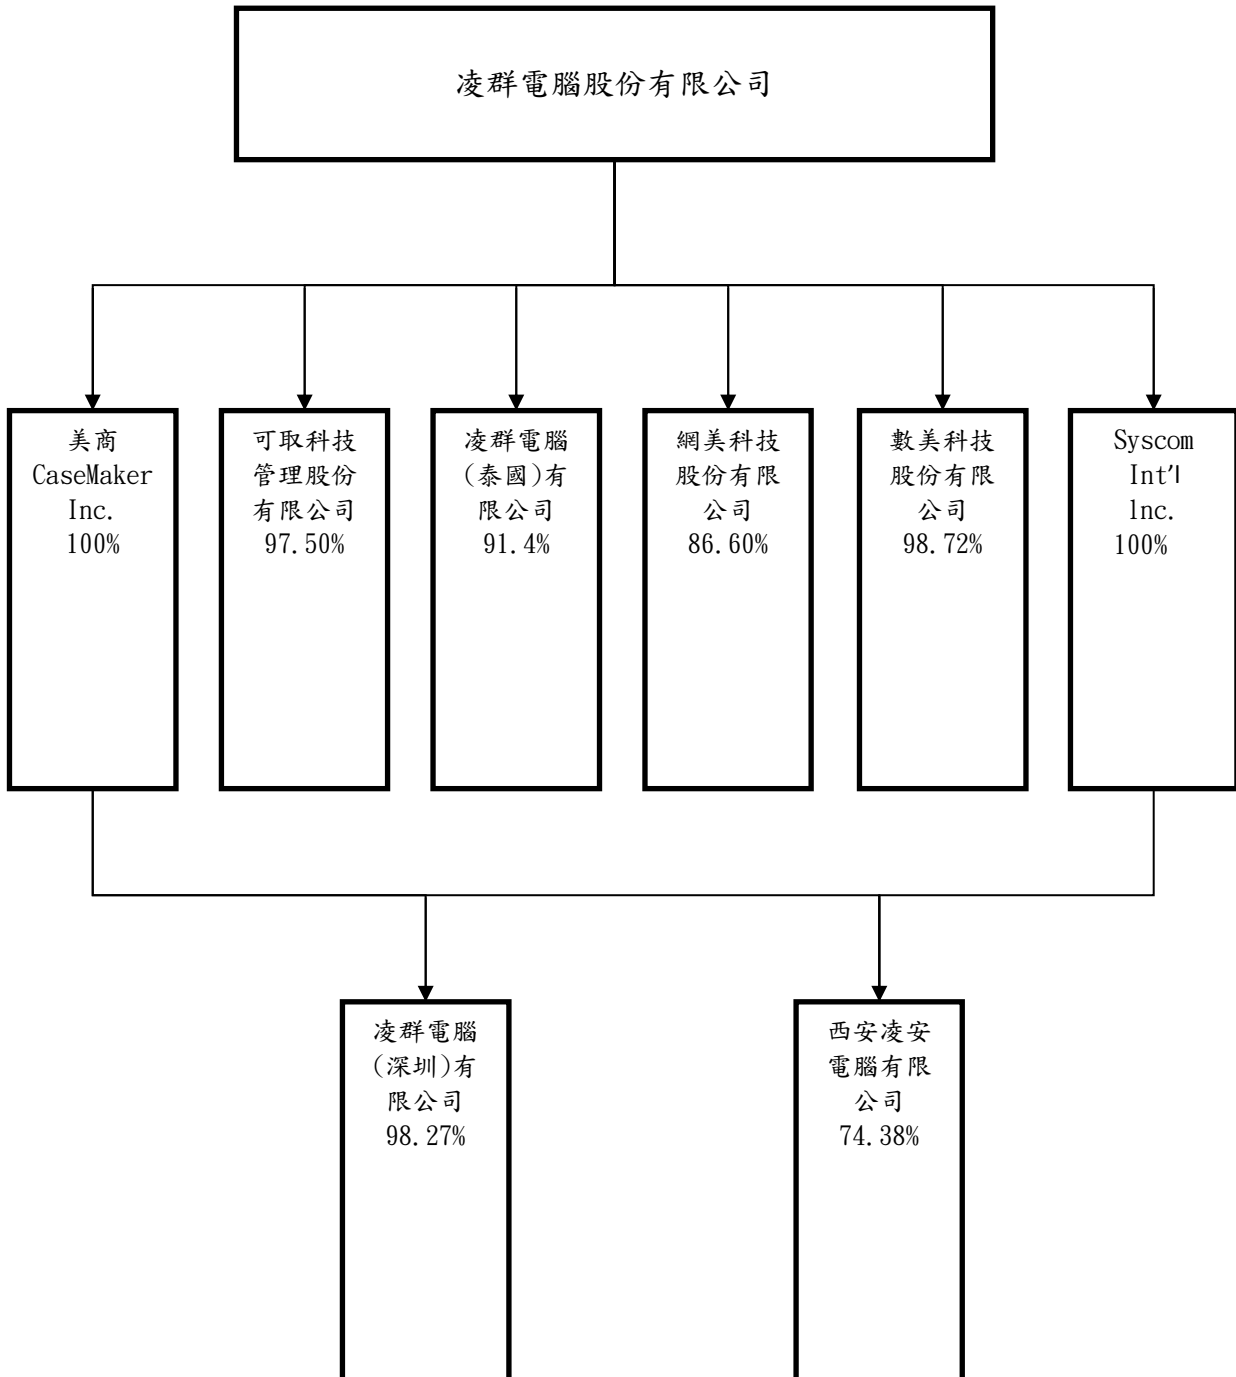 凌群電腦股份有限公司
美商
CaseMaker
Inc.
100%
可取科技
管理股份
有限公司
97.50%
凌群電腦
(泰國)有
限公司
91.4%
網美科技
股份有限
公司
86.60%
數美科技
股份有限
公司
98.72%
Syscom
Int'l
lnc.
100%
凌群電腦
(深圳)有
限公司
98.27%
西安凌安
電腦有限
公司
74.38%